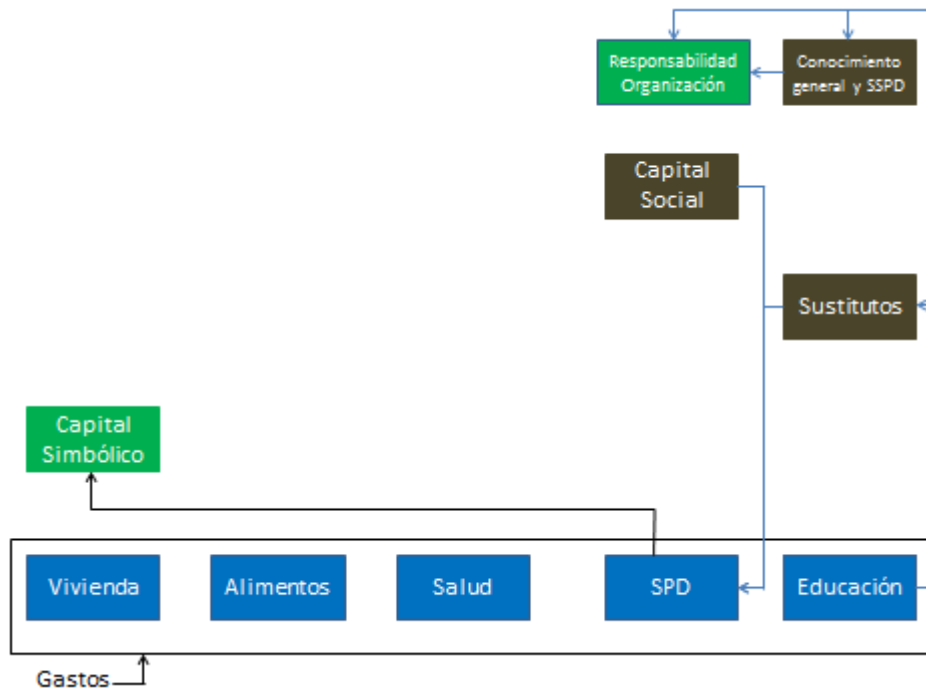 Responsabilidad
Organización
Conocimiento
general y SSPD
Capital
Social
Sustitutos
Capital
Simbólico
Vivienda
Alimentos
Salud
SPD
Educación
Gastos